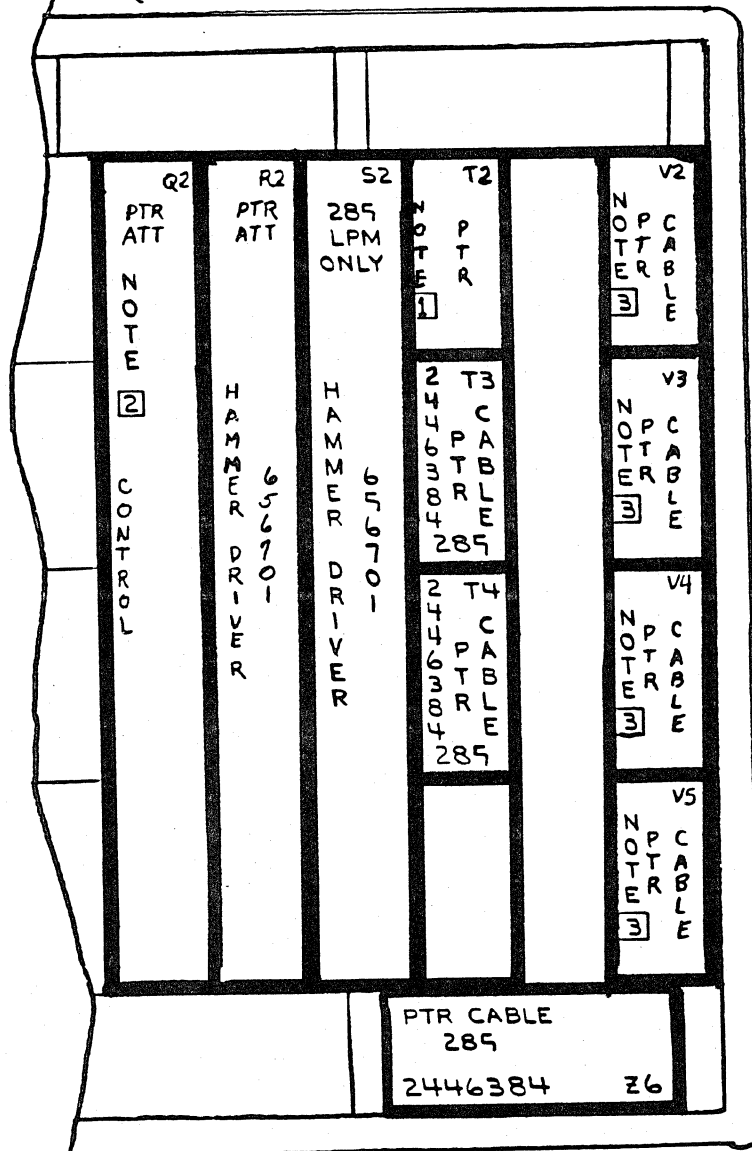 Q2
PTR
ATT
NOTE
2
CONTROL
R2
PTR
ATT
HAMMER DRIVER
656701
S2
285
LPM
ONLY
HAMMER DRIVER
656701
T2
NOTE
1
PTR
T3
2446384
PTR
CABLE
285
T4
2446384
PTR
CABLE
285
V2
NOTE
3
PTR
CABLE
V3
NOTE
3
PTR
CABLE
V4
NOTE
3
PTR
CABLE
V5
NOTE
3
PTR
CABLE
PTR CABLE
285
2446384 Z6